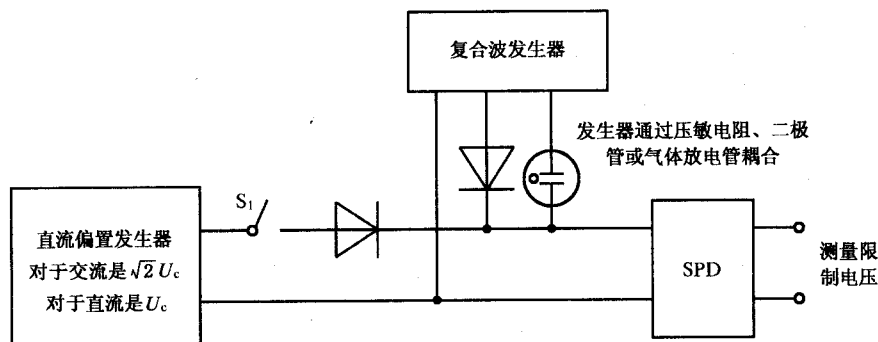 复合波发生器
发生器通过压敏电阻、二极
管或气体放电管耦合
S₁
直流偏置发生器
对于交流是√2 Uc
对于直流是Uc
SPD
测量限
制电压